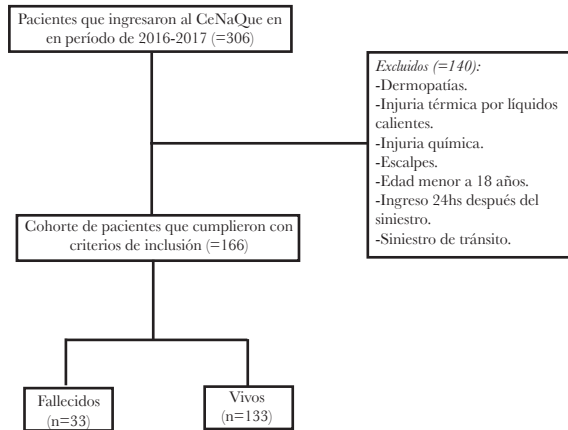 Pacientes que ingresaron al CeNaQue en
en período de 2016-2017 (=306)
Excluidos (=140):
-Dermopatías.
-Injuria térmica por líquidos
calientes.
-Injuria química.
-Escalpes.
-Edad menor a 18 años.
-Ingreso 24hs después del
siniestro.
-Siniestro de tránsito.
Cohorte de pacientes que cumplieron con
criterios de inclusión (=166)
Fallecidos
(n=33)
Vivos
(n=133)